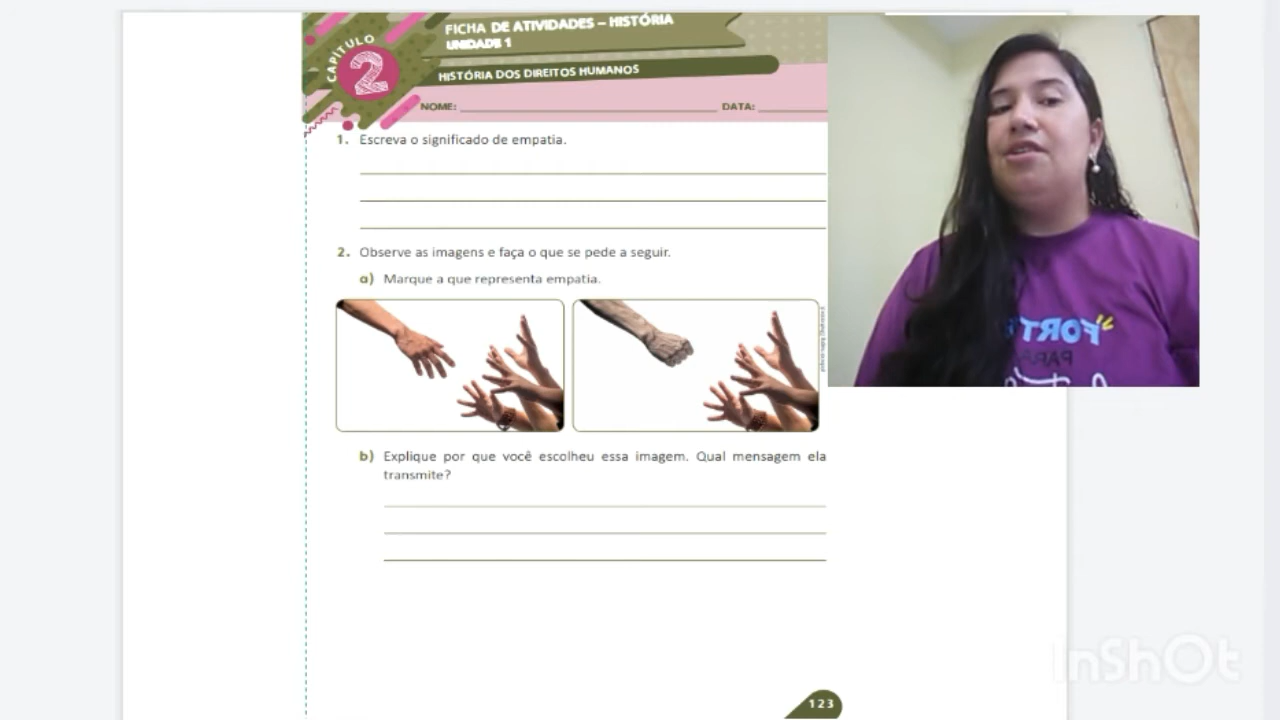 CAPÍTULO
2
FICHA DE ATIVIDADES – HISTÓRIA
UNIDADE 1
HISTÓRIA DOS DIREITOS HUMANOS
NOME: DATA:
1. Escreva o significado de empatia.
2. Observe as imagens e faça o que se pede a seguir.
a) Marque a que representa empatia.
b) Explique por que você escolheu essa imagem. Qual mensagem ela
transmite?
123
FORT
PARA
InShOt